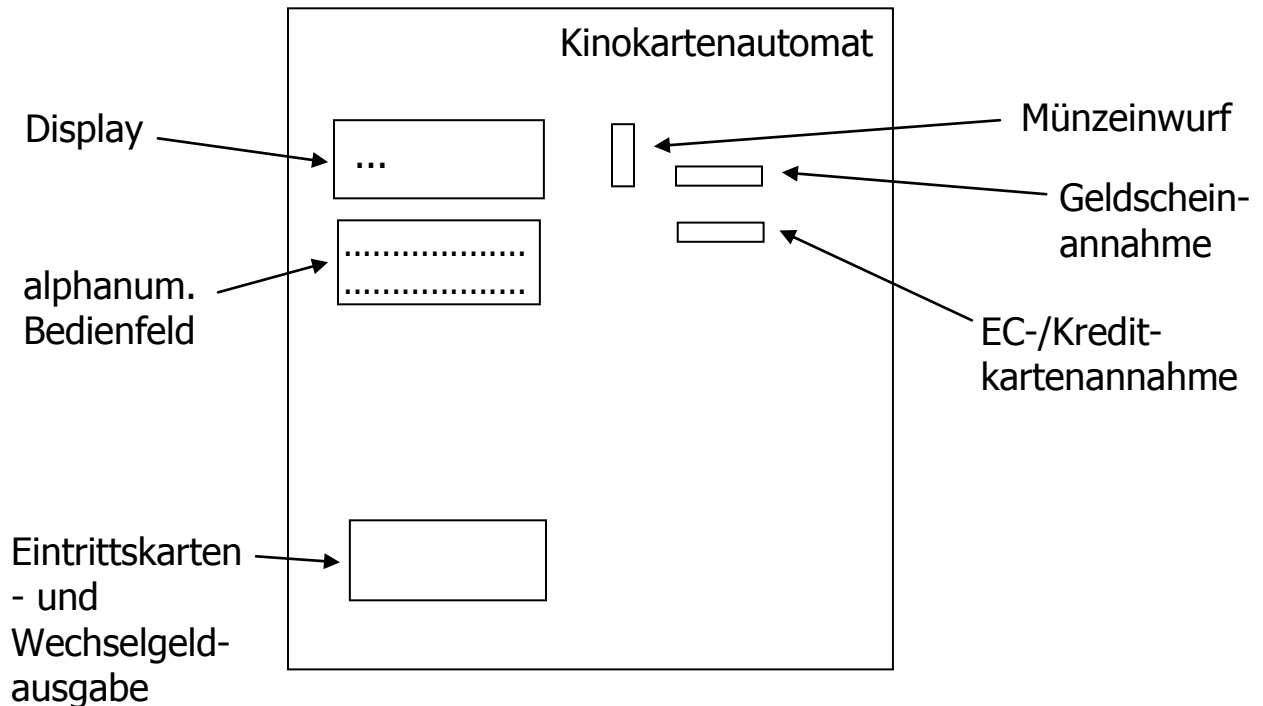 Kinokartenautomat
Display
...
Münzeinwurf
Geldschein-
annahme
alphanum.
Bedienfeld
...................
...................
EC-/Kredit-
kartenannahme
Eintrittskarten
- und
Wechselgeld-
ausgabe